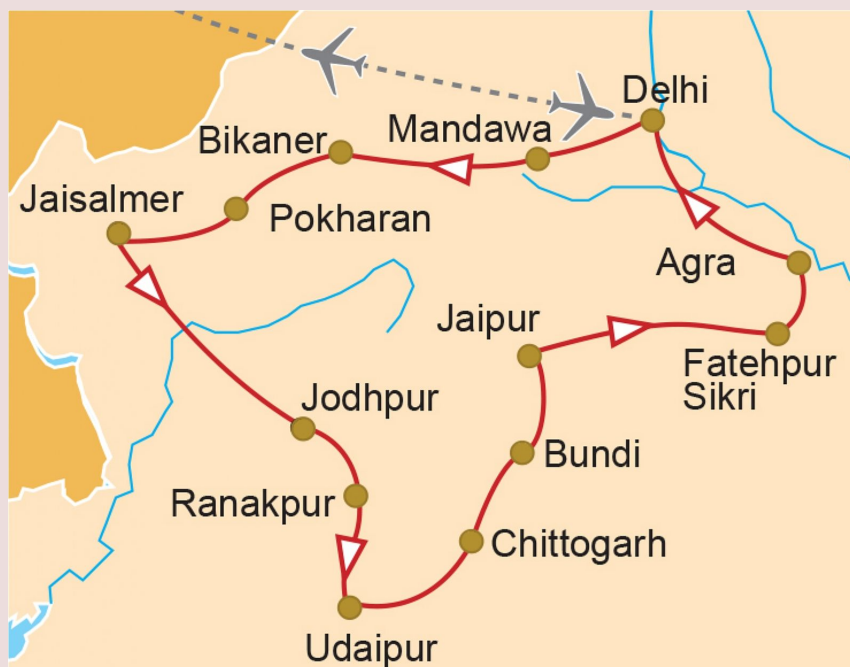 Delhi
Mandawa
Bikaner
Jaisalmer
Pokharan
Agra
Jaipur
Fatehpur
Sikri
Jodhpur
Bundi
Ranakpur
Chittogarh
Udaipur